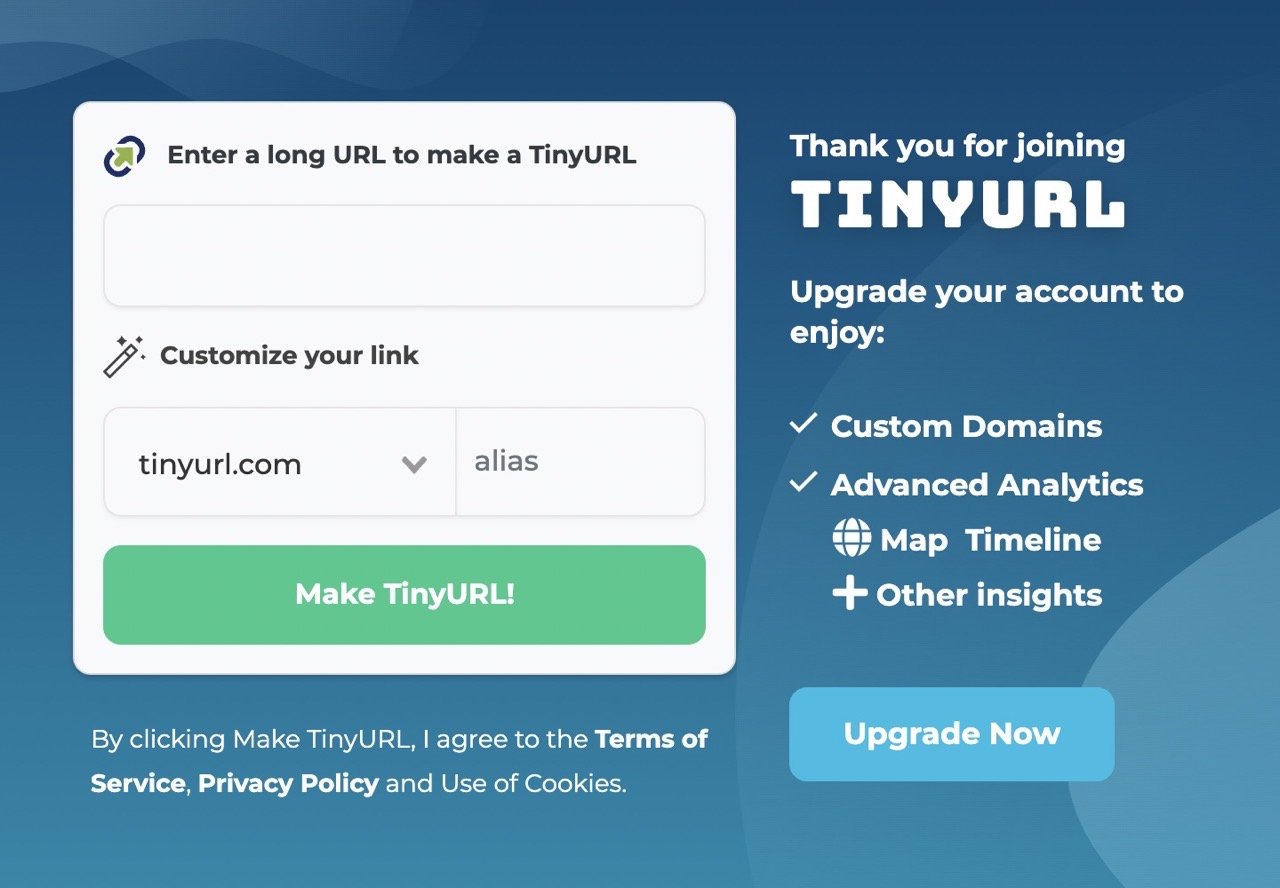 Enter a long URL to make a TinyURL
Customize your link
tinyurl.com
alias
Make TinyURL!
By clicking Make TinyURL, I agree to the Terms of
Service, Privacy Policy and Use of Cookies.
Thank you for joining
TINYURL
Upgrade your account to
enjoy:
Custom Domains
Advanced Analytics
Map Timeline
Other insights
Upgrade Now